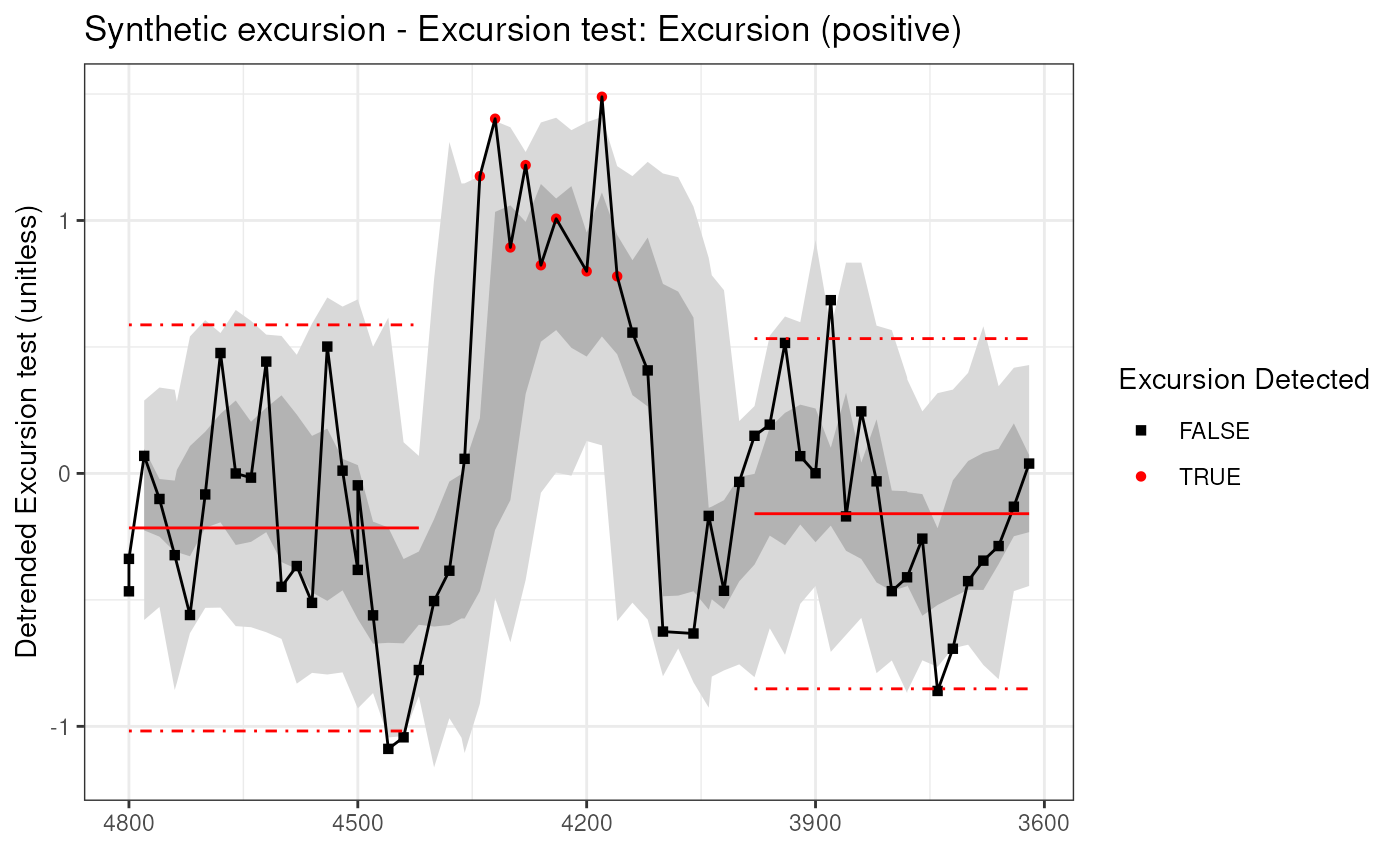 Synthetic excursion - Excursion test: Excursion (positive)
Detrended Excursion test (unitless)
1
0
-1
4800
4500
4200
3900
3600
Excursion Detected
FALSE
TRUE